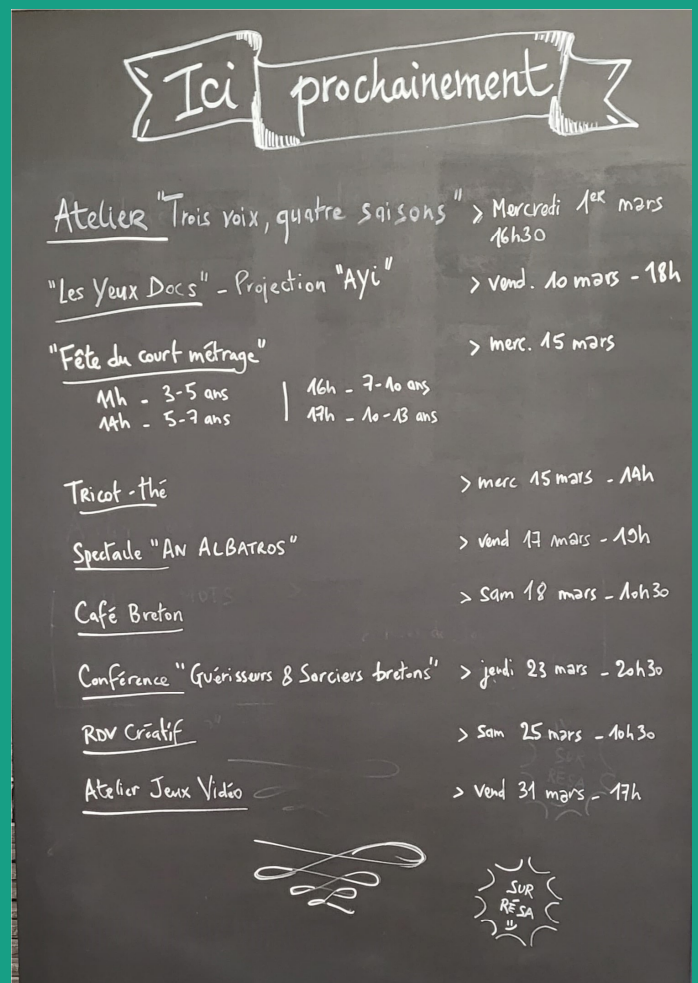 Ici prochainement
Atelier "Trois voix, quatre saisons" > Mercredi 1er mars
16h30
"Les Yeux Docs" - Projection "Ayi" > vend. 10 mars - 18h
"Fête du court métrage" > merc. 15 mars
11h - 3-5 ans | 16h - 7-10 ans
14h - 5-7 ans | 17h - 10-13 ans
Tricot-thé > merc 15 mars - 14h
Spectacle "AN ALBATROS" > vend 17 mars - 19h
Café Breton > Sam 18 mars - 10h30
Conférence "Guérisseurs & Sorciers bretons" > jeudi 23 mars - 20h30
RDV Créatif > Sam 25 mars - 10h30
Atelier Jeux Vidéo > Vend 31 mars - 17h
SUR
RÉSA